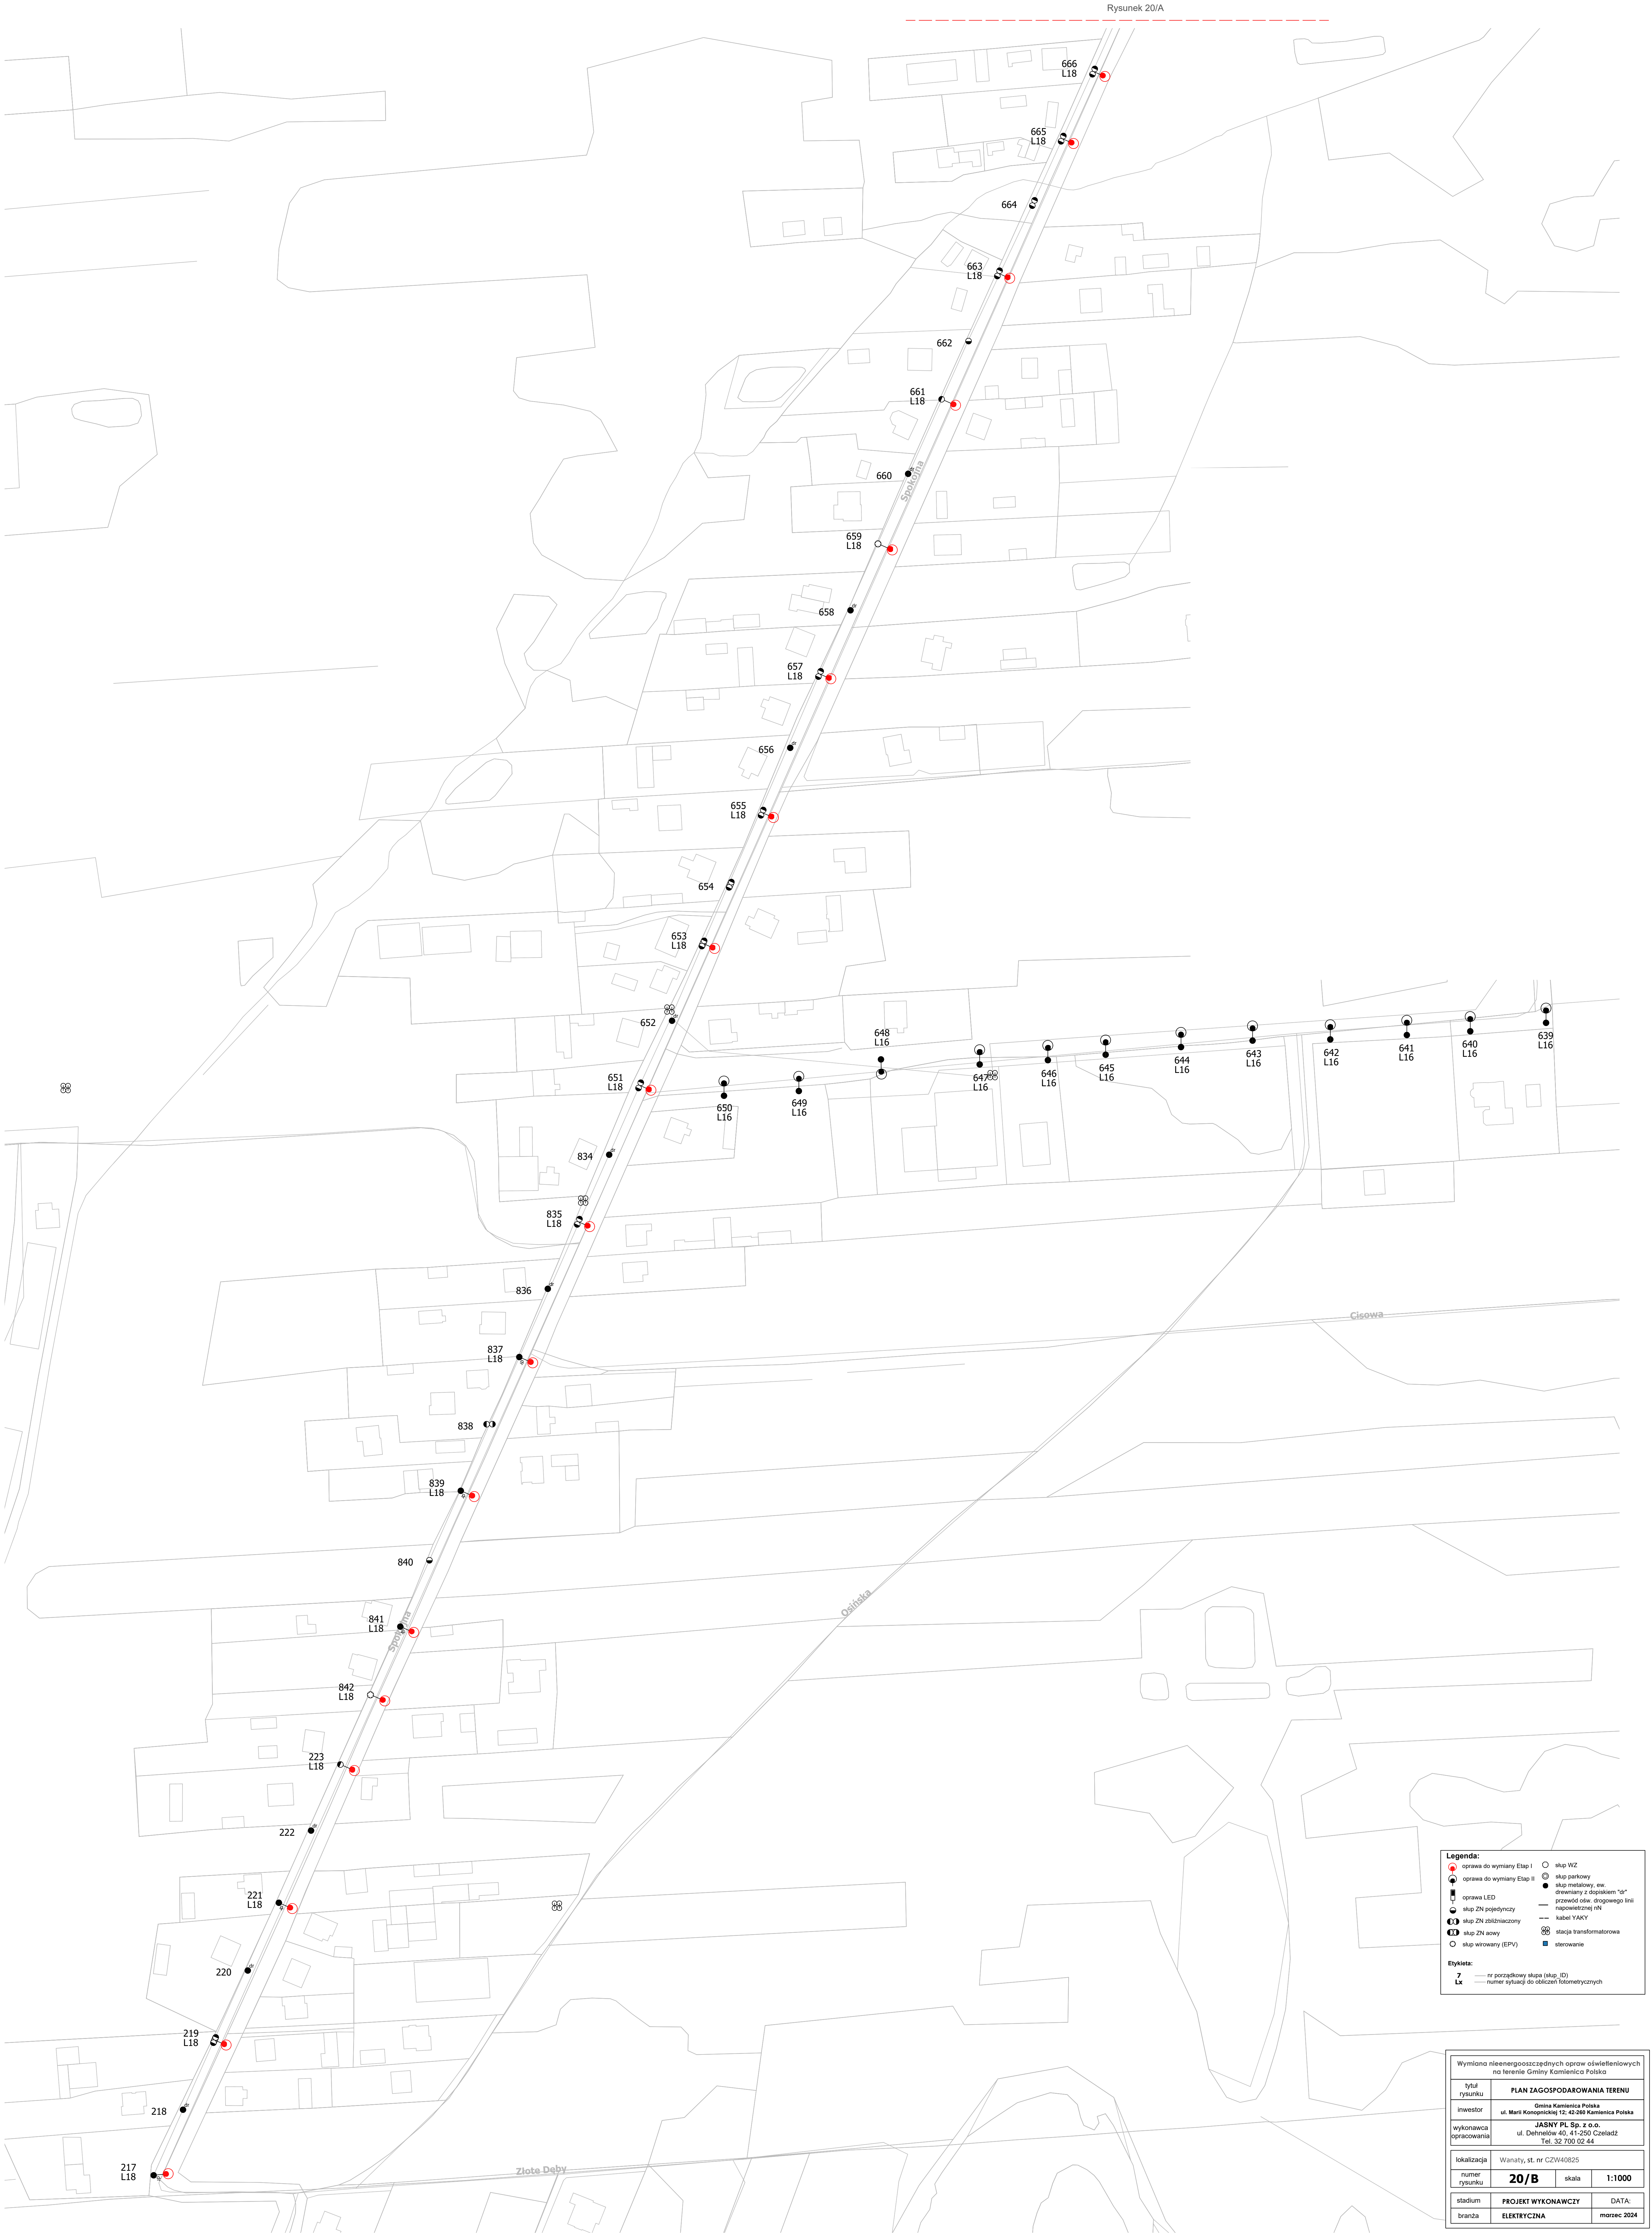 Rysunek 20/A
666
L18
665
L18
664
663
L18
662
661
L18
660
Spokojna
659
L18
658
657
L18
656
655
L18
654
653
L18
652
648
L16
639
L16
640
L16
641
L16
642
L16
643
L16
644
L16
645
L16
646
L16
647
L16
651
L18
650
L16
649
L16
834
835
L18
836
Cisowa
837
L18
838
839
L18
840
Osińska
841
L18
Spokojna
842
L18
223
L18
222
221
L18
220
219
L18
218
217
L18
Złote Dęby
Legenda:
oprawa do wymiany Etap I
oprawa do wymiany Etap II
oprawa LED
słup ZN pojedynczy
słup ZN zbliźniaczony
słup ZN aowy
słup wirowany (EPV)
słup WZ
słup parkowy
słup metalowy, ew.
drewniany z dopiskiem "dr"
przewód ośw. drogowego linii
napowietrznej nN
kabel YAKY
stacja transformatorowa
sterowanie
Etykieta:
7 nr porządkowy słupa (słup_ID)
Lx numer sytuacji do obliczeń fotometrycznych
Wymiana nieenergooszczędnych opraw oświetleniowych
na terenie Gminy Kamienica Polska
tytuł
rysunku
PLAN ZAGOSPODAROWANIA TERENU
inwestor
Gmina Kamienica Polska
ul. Marii Konopnickiej 12; 42-260 Kamienica Polska
wykonawca
opracowania
JASNY PL Sp. z o.o.
ul. Dehnelów 40, 41-250 Czeladź
Tel. 32 700 02 44
lokalizacja Wanaty, st. nr CZW40825
numer
rysunku
20/B skala 1:1000
stadium PROJEKT WYKONAWCZY DATA:
branża ELEKTRYCZNA marzec 2024